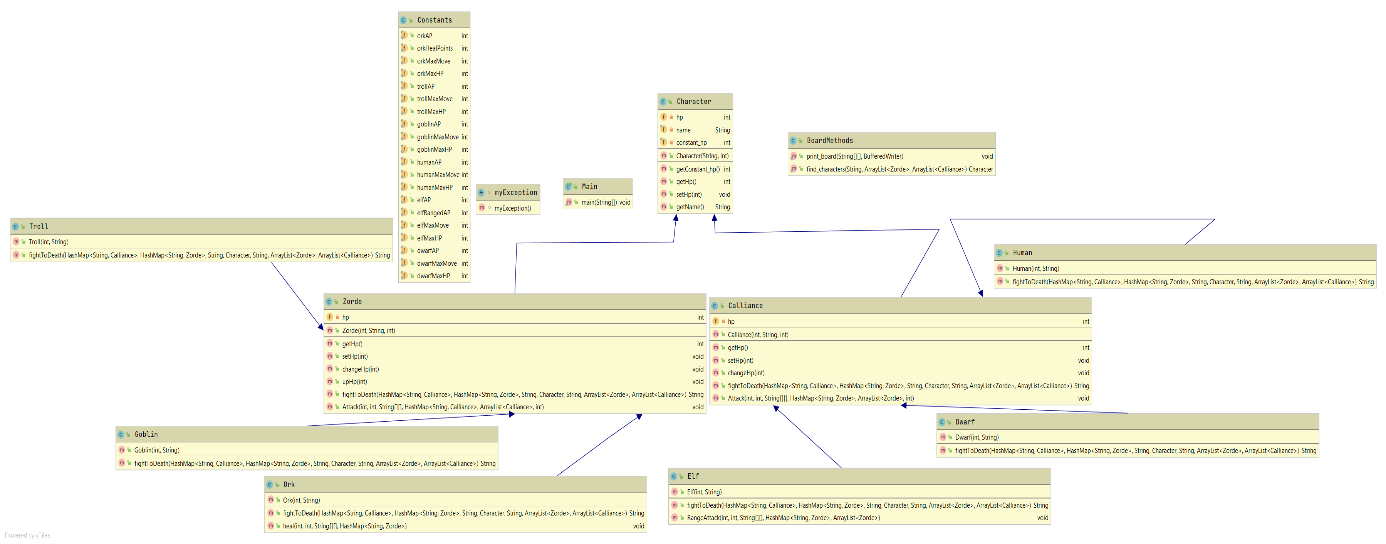 Constants
orkAP int
orkHealPoints int
orkMaxMove int
orkMaxHP int
trollAP int
trollMaxMove int
trollMaxHP int
goblinAP int
goblinMaxMove int
goblinMaxHP int
humanAP int
humanMaxMove int
humanMaxHP int
elfAP int
elfRangedAP int
elfMaxMove int
elfMaxHP int
dwarfAP int
dwarfMaxMove int
dwarfMaxHP int
myException
myException()
Main
main(String[]) void
Character
hp int
name String
constant_hp int
Character(String, int)
getConstant_hp() int
getHp() int
setHp(int) void
getName() String
BoardMothods
print_board(String[][], BufferedWriter) void
find_characters(String, ArrayList<Zorde>, ArrayList<Calliance>) Character
Troll
Troll(int, String)
fightToDeath(HashMap<String, Calliance>, HashMap<String, Zorde>, String, Character, String, ArrayList<Zorde>, ArrayList<Calliance>) String
Human
Human(int, String)
fightToDeath(HashMap<String, Calliance>, HashMap<String, Zorde>, String, Character, String, ArrayList<Zorde>, ArrayList<Calliance>) String
Zorde
hp int
Zorde(int, String, int)
getHp() int
setHp(int) void
changeHp(int) void
upHp(int) void
fightToDeath(HashMap<String, Calliance>, HashMap<String, Zorde>, String, Character, String, ArrayList<Zorde>, ArrayList<Calliance>) String
Attack(int, int, String[][], HashMap<String, Calliance>, ArrayList<Calliance>, int) void
Calliance
hp int
Calliance(int, String, int)
getHp() int
setHp(int) void
changeHp(int) void
fightToDeath(HashMap<String, Calliance>, HashMap<String, Zorde>, String, Character, String, ArrayList<Zorde>, ArrayList<Calliance>) String
Attack(int, int, String[][], HashMap<String, Zorde>, ArrayList<Zorde>, int) void
Goblin
Goblin(int, String)
fightToDeath(HashMap<String, Calliance>, HashMap<String, Zorde>, String, Character, String, ArrayList<Zorde>, ArrayList<Calliance>) String
Dwarf
Dwarf(int, String)
fightToDeath(HashMap<String, Calliance>, HashMap<String, Zorde>, String, Character, String, ArrayList<Zorde>, ArrayList<Calliance>) String
Ork
Ork(int, String)
fightToDeath(HashMap<String, Calliance>, HashMap<String, Zorde>, String, Character, String, ArrayList<Zorde>, ArrayList<Calliance>) String
heal(int, int, String[][], HashMap<String, Zorde>) void
Elf
Elf(int, String)
fightToDeath(HashMap<String, Calliance>, HashMap<String, Zorde>, String, Character, String, ArrayList<Zorde>, ArrayList<Calliance>) String
RangeAttack(int, int, String[][], HashMap<String, Zorde>, ArrayList<Zorde>) void
Powered by yFiles